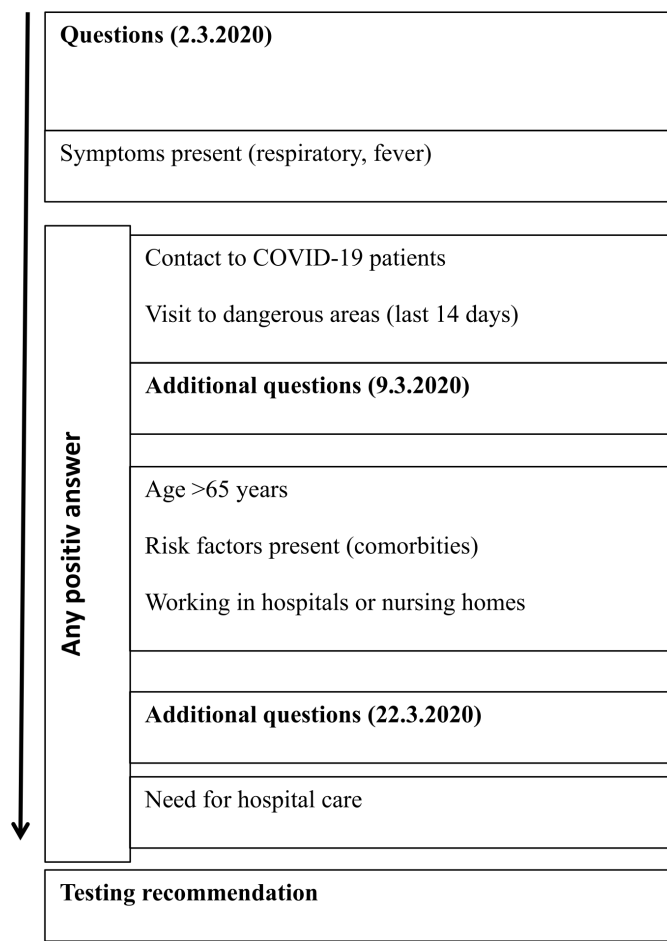 Questions (2.3.2020)
Symptoms present (respiratory, fever)
Any positiv answer
Contact to COVID-19 patients
Visit to dangerous areas (last 14 days)
Additional questions (9.3.2020)
Age >65 years
Risk factors present (comorbities)
Working in hospitals or nursing homes
Additional questions (22.3.2020)
Need for hospital care
Testing recommendation